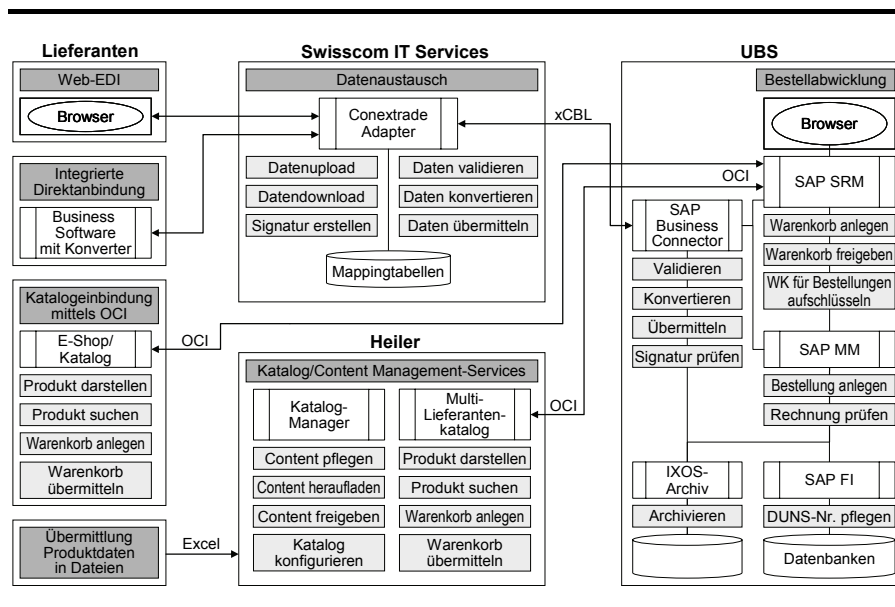 Lieferanten
Web-EDI
Browser
Integrierte
Direktanbindung
Business
Software
mit Konverter
Katalogeinbindung
mittels OCI
E-Shop/
Katalog
Produkt darstellen
Produkt suchen
Warenkorb anlegen
Warenkorb
übermitteln
Übermittlung
Produktdaten
in Dateien
Swisscom IT Services
Datenaustausch
Conextrade
Adapter
Datenupload
Datendownload
Signatur erstellen
Daten validieren
Daten konvertieren
Daten übermitteln
Mappingtabellen
OCI
Excel
Heiler
Katalog/Content Management-Services
Katalog-
Manager
Content pflegen
Content heraufladen
Content freigeben
Katalog
konfigurieren
Multi-
Lieferanten-
katalog
Produkt darstellen
Produkt suchen
Warenkorb anlegen
Warenkorb
übermitteln
xCBL
OCI
OCI
UBS
Bestellabwicklung
Browser
SAP SRM
Warenkorb anlegen
Warenkorb freigeben
WK für Bestellungen
aufschlüsseln
SAP
Business
Connector
Validieren
Konvertieren
Übermitteln
Signatur prüfen
SAP MM
Bestellung anlegen
Rechnung prüfen
IXOS-
Archiv
Archivieren
SAP FI
DUNS-Nr. pflegen
Datenbanken